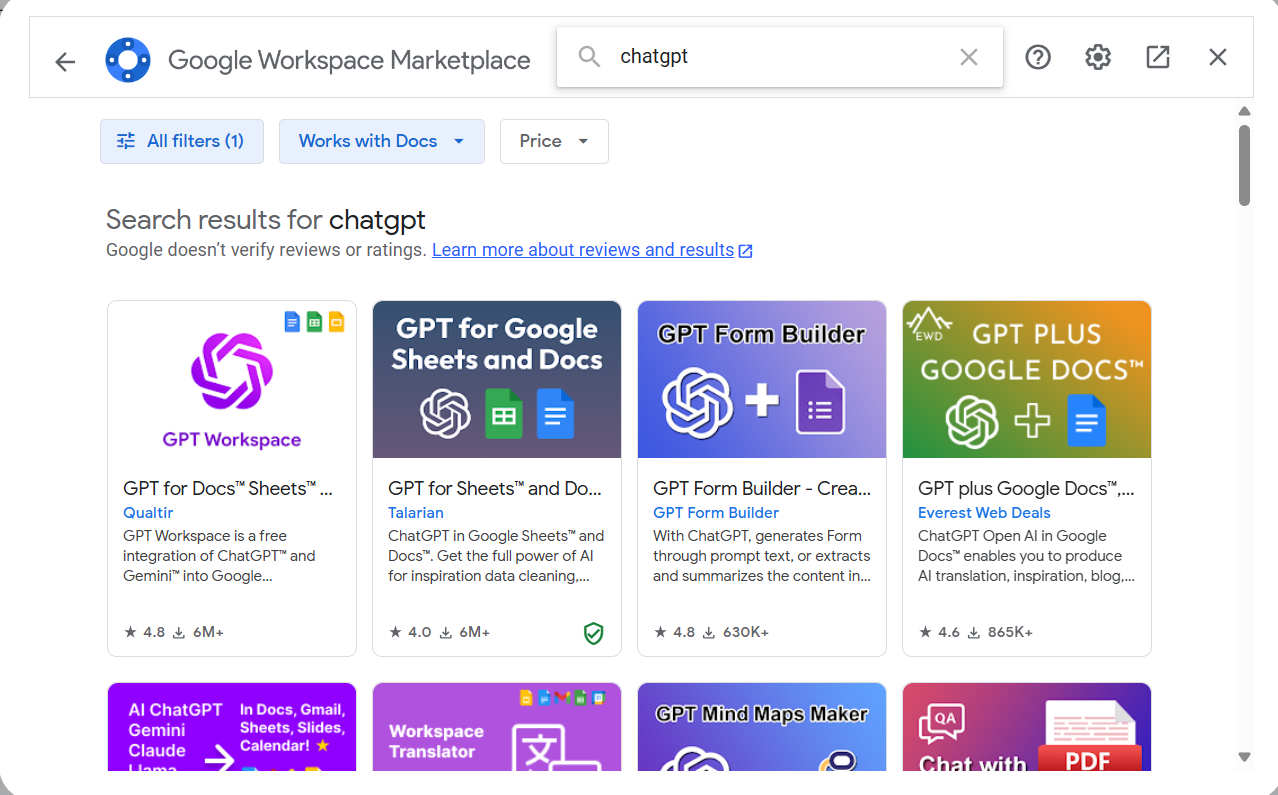 Google Workspace Marketplace
chatgpt
All filters (1)
Works with Docs
Price
Search results for chatgpt
Google doesn't verify reviews or ratings. Learn more about reviews and results
GPT Workspace
GPT for Docs™ Sheets™ ...
Qualtir
GPT Workspace is a free
integration of ChatGPT™ and
Gemini™ into Google...
4.8 6M+
GPT for Google
Sheets and Docs
GPT for Sheets™ and Do...
Talarian
ChatGPT in Google Sheets™ and
Docs™. Get the full power of AI
for inspiration data cleaning,...
4.0 6M+
GPT Form Builder
GPT Form Builder - Crea...
GPT Form Builder
With ChatGPT, generates Form
through prompt text, or extracts
and summarizes the content in...
4.8 630K+
EWD
GPT PLUS
GOOGLE DOCS™
GPT plus Google Docs™,...
Everest Web Deals
ChatGPT Open AI in Google
Docs™ enables you to produce
AI translation, inspiration, blog,...
4.6 865K+
AI ChatGPT
Gemini
Claude
Llama
In Docs, Gmail,
Sheets, Slides,
Calendar!
Workspace
Translator
文
GPT Mind Maps Maker
QA
Chat with
PDF